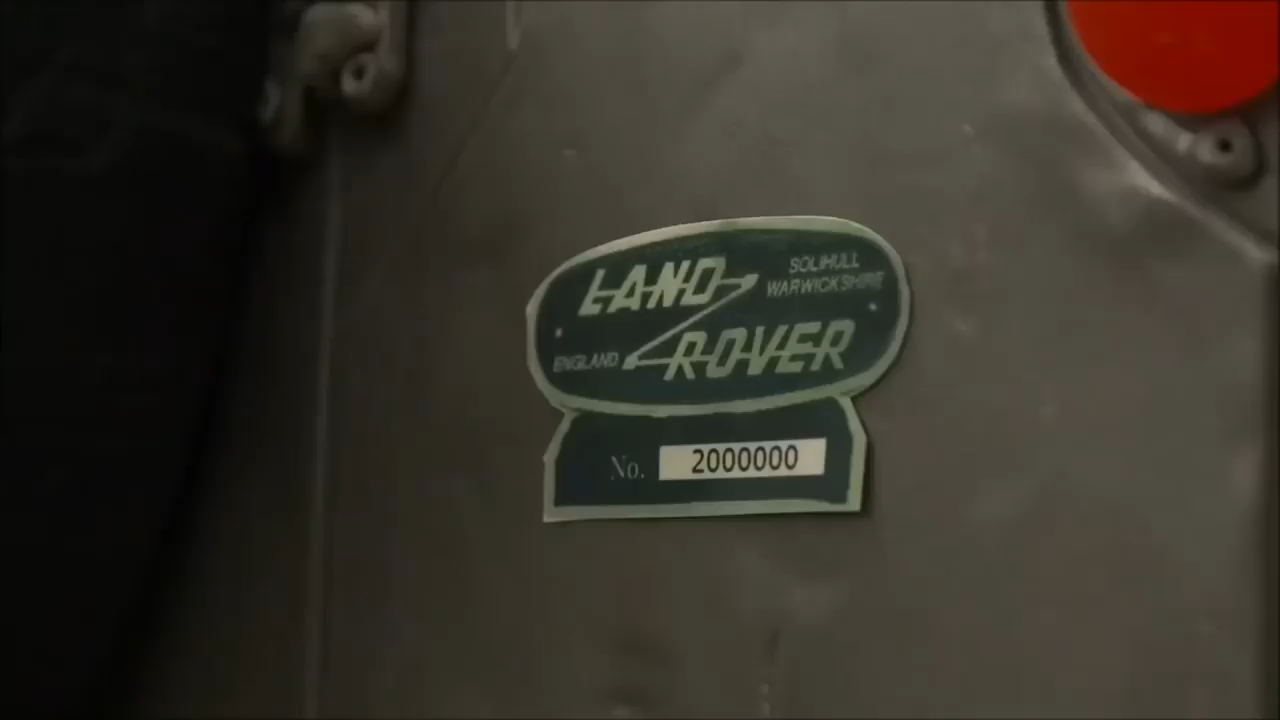 LAND
SOLIHULL
WARWICKSHIRE
ENGLAND
ROVER
No. 2000000